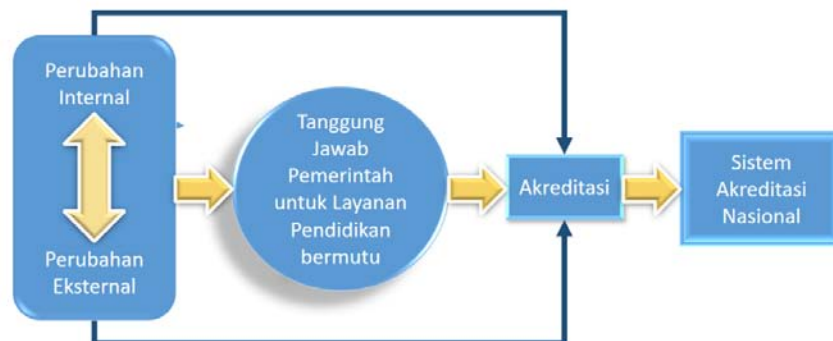 Perubahan
Internal
Perubahan
Eksternal
Tanggung
Jawab
Pemerintah
untuk Layanan
Pendidikan
bermutu
Akreditasi
Sistem
Akreditasi
Nasional